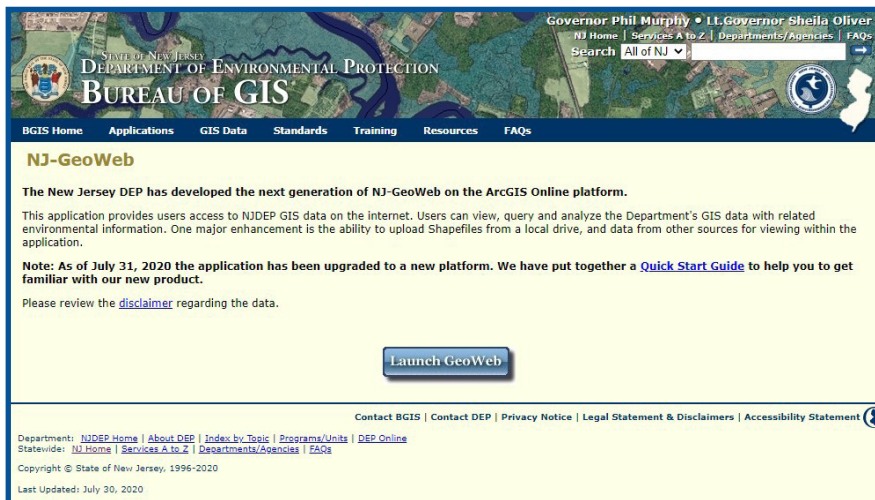 Governor Phil Murphy • Lt.Governor Sheila Oliver
NJ Home | Services A to Z | Departments/Agencies | FAQs
Search All of NJ
STATE OF NEW JERSEY
DEPARTMENT OF ENVIRONMENTAL PROTECTION
BUREAU OF GIS
BGIS Home Applications GIS Data Standards Training Resources FAQs
NJ-GeoWeb
The New Jersey DEP has developed the next generation of NJ-GeoWeb on the ArcGIS Online platform.
This application provides users access to NJDEP GIS data on the internet. Users can view, query and analyze the Department's GIS data with related
environmental information. One major enhancement is the ability to upload Shapefiles from a local drive, and data from other sources for viewing within the
application.
Note: As of July 31, 2020 the application has been upgraded to a new platform. We have put together a Quick Start Guide to help you to get
familiar with our new product.
Please review the disclaimer regarding the data.
Launch GeoWeb
Contact BGIS | Contact DEP | Privacy Notice | Legal Statement & Disclaimers | Accessibility Statement
Department: NJDEP Home | About DEP | Index by Topic | Programs/Units | DEP Online
Statewide: NJ Home | Services A to Z | Departments/Agencies | FAQs
Copyright © State of New Jersey, 1996-2020
Last Updated: July 30, 2020